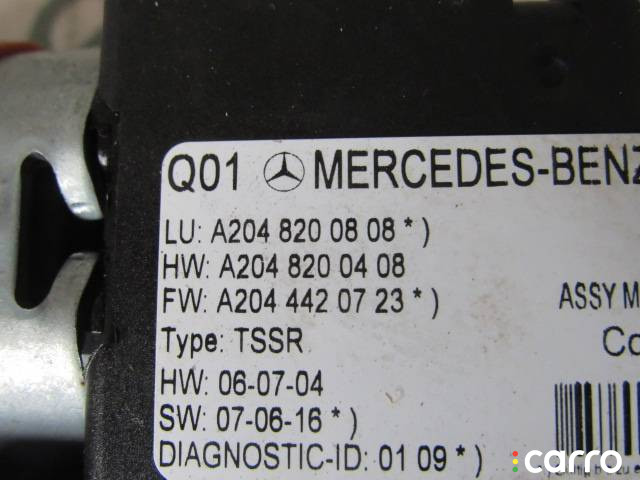 Q01 MERCEDES-BENZ
LU: A204 820 08 08 *)
HW: A204 820 04 08
FW: A204 442 07 23 *)
ASSY M
Type: TSSR
Co
HW: 06-07-04
SW: 07-06-16 *)
DIAGNOSTIC-ID: 01 09 *)
carro